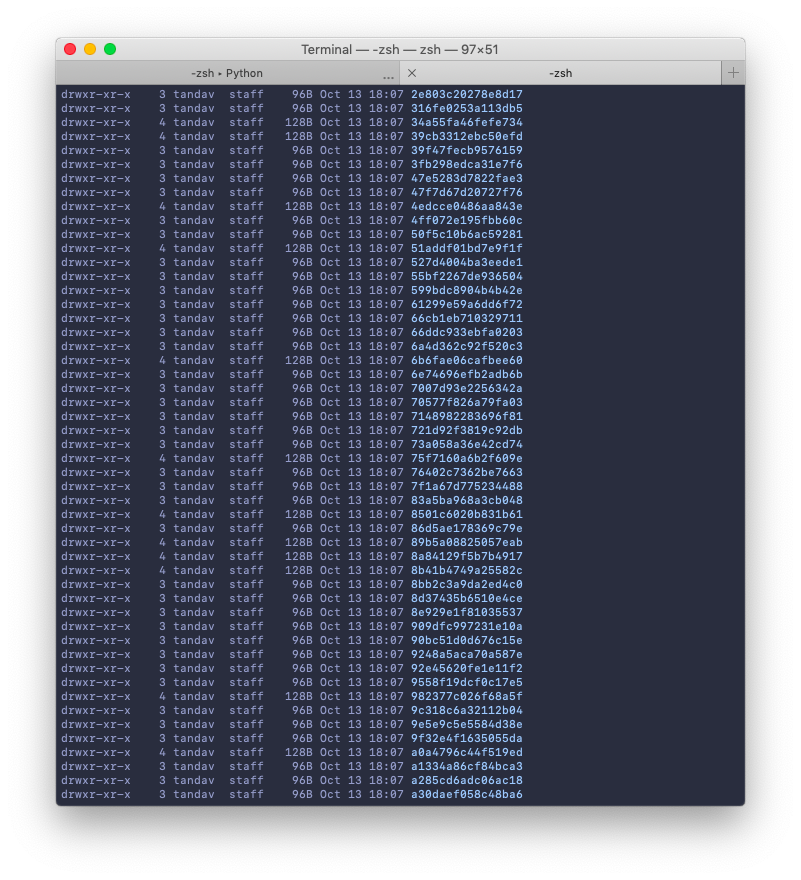 Terminal — -zsh — zsh — 97×51
-zsh ▸ Python ... × -zsh +
drwxr-xr-x    3 tandav  staff    96B Oct 13 18:07 2e803c20278e8d17
drwxr-xr-x    3 tandav  staff    96B Oct 13 18:07 316fe0253a113db5
drwxr-xr-x    4 tandav  staff   128B Oct 13 18:07 34a55fa46fefe734
drwxr-xr-x    4 tandav  staff   128B Oct 13 18:07 39cb3312ebc50efd
drwxr-xr-x    3 tandav  staff    96B Oct 13 18:07 39f47fecb9576159
drwxr-xr-x    3 tandav  staff    96B Oct 13 18:07 3fb298edca31e7f6
drwxr-xr-x    3 tandav  staff    96B Oct 13 18:07 47e5283d7822fae3
drwxr-xr-x    3 tandav  staff    96B Oct 13 18:07 47f7d67d20727f76
drwxr-xr-x    4 tandav  staff   128B Oct 13 18:07 4edcce0486aa843e
drwxr-xr-x    3 tandav  staff    96B Oct 13 18:07 4ff072e195fbb60c
drwxr-xr-x    3 tandav  staff    96B Oct 13 18:07 50f5c10b6ac59281
drwxr-xr-x    4 tandav  staff   128B Oct 13 18:07 51addf01bd7e9f1f
drwxr-xr-x    3 tandav  staff    96B Oct 13 18:07 527d4004ba3eede1
drwxr-xr-x    3 tandav  staff    96B Oct 13 18:07 55bf2267de936504
drwxr-xr-x    3 tandav  staff    96B Oct 13 18:07 599bdc8904b4b42e
drwxr-xr-x    3 tandav  staff    96B Oct 13 18:07 61299e59a6dd6f72
drwxr-xr-x    3 tandav  staff    96B Oct 13 18:07 66cb1eb710329711
drwxr-xr-x    3 tandav  staff    96B Oct 13 18:07 66ddc933ebfa0203
drwxr-xr-x    3 tandav  staff    96B Oct 13 18:07 6a4d362c92f520c3
drwxr-xr-x    4 tandav  staff   128B Oct 13 18:07 6b6fae06cafbee60
drwxr-xr-x    3 tandav  staff    96B Oct 13 18:07 6e74696efb2adb6b
drwxr-xr-x    3 tandav  staff    96B Oct 13 18:07 7007d93e2256342a
drwxr-xr-x    3 tandav  staff    96B Oct 13 18:07 70577f826a79fa03
drwxr-xr-x    3 tandav  staff    96B Oct 13 18:07 7148982283696f81
drwxr-xr-x    3 tandav  staff    96B Oct 13 18:07 721d92f3819c92db
drwxr-xr-x    3 tandav  staff    96B Oct 13 18:07 73a058a36e42cd74
drwxr-xr-x    4 tandav  staff   128B Oct 13 18:07 75f7160a6b2f609e
drwxr-xr-x    3 tandav  staff    96B Oct 13 18:07 76402c7362be7663
drwxr-xr-x    3 tandav  staff    96B Oct 13 18:07 7f1a67d775234488
drwxr-xr-x    3 tandav  staff    96B Oct 13 18:07 83a5ba968a3cb048
drwxr-xr-x    4 tandav  staff   128B Oct 13 18:07 8501c6020b831b61
drwxr-xr-x    3 tandav  staff    96B Oct 13 18:07 86d5ae178369c79e
drwxr-xr-x    4 tandav  staff   128B Oct 13 18:07 89b5a08825057eab
drwxr-xr-x    4 tandav  staff   128B Oct 13 18:07 8a84129f5b7b4917
drwxr-xr-x    4 tandav  staff   128B Oct 13 18:07 8b41b4749a25582c
drwxr-xr-x    3 tandav  staff    96B Oct 13 18:07 8bb2c3a9da2ed4c0
drwxr-xr-x    3 tandav  staff    96B Oct 13 18:07 8d37435b6510e4ce
drwxr-xr-x    3 tandav  staff    96B Oct 13 18:07 8e929e1f81035537
drwxr-xr-x    3 tandav  staff    96B Oct 13 18:07 909dfc997231e10a
drwxr-xr-x    3 tandav  staff    96B Oct 13 18:07 90bc51d0d676c15e
drwxr-xr-x    3 tandav  staff    96B Oct 13 18:07 9248a5aca70a587e
drwxr-xr-x    3 tandav  staff    96B Oct 13 18:07 92e45620fe1e11f2
drwxr-xr-x    3 tandav  staff    96B Oct 13 18:07 9558f19dcf0c17e5
drwxr-xr-x    4 tandav  staff   128B Oct 13 18:07 982377c026f68a5f
drwxr-xr-x    3 tandav  staff    96B Oct 13 18:07 9c318c6a32112b04
drwxr-xr-x    3 tandav  staff    96B Oct 13 18:07 9e5e9c5e5584d38e
drwxr-xr-x    3 tandav  staff    96B Oct 13 18:07 9f32e4f1635055da
drwxr-xr-x    4 tandav  staff   128B Oct 13 18:07 a0a4796c44f519ed
drwxr-xr-x    3 tandav  staff    96B Oct 13 18:07 a1334a86cf84bca3
drwxr-xr-x    3 tandav  staff    96B Oct 13 18:07 a285cd6adc06ac18
drwxr-xr-x    3 tandav  staff    96B Oct 13 18:07 a30daef058c48ba6